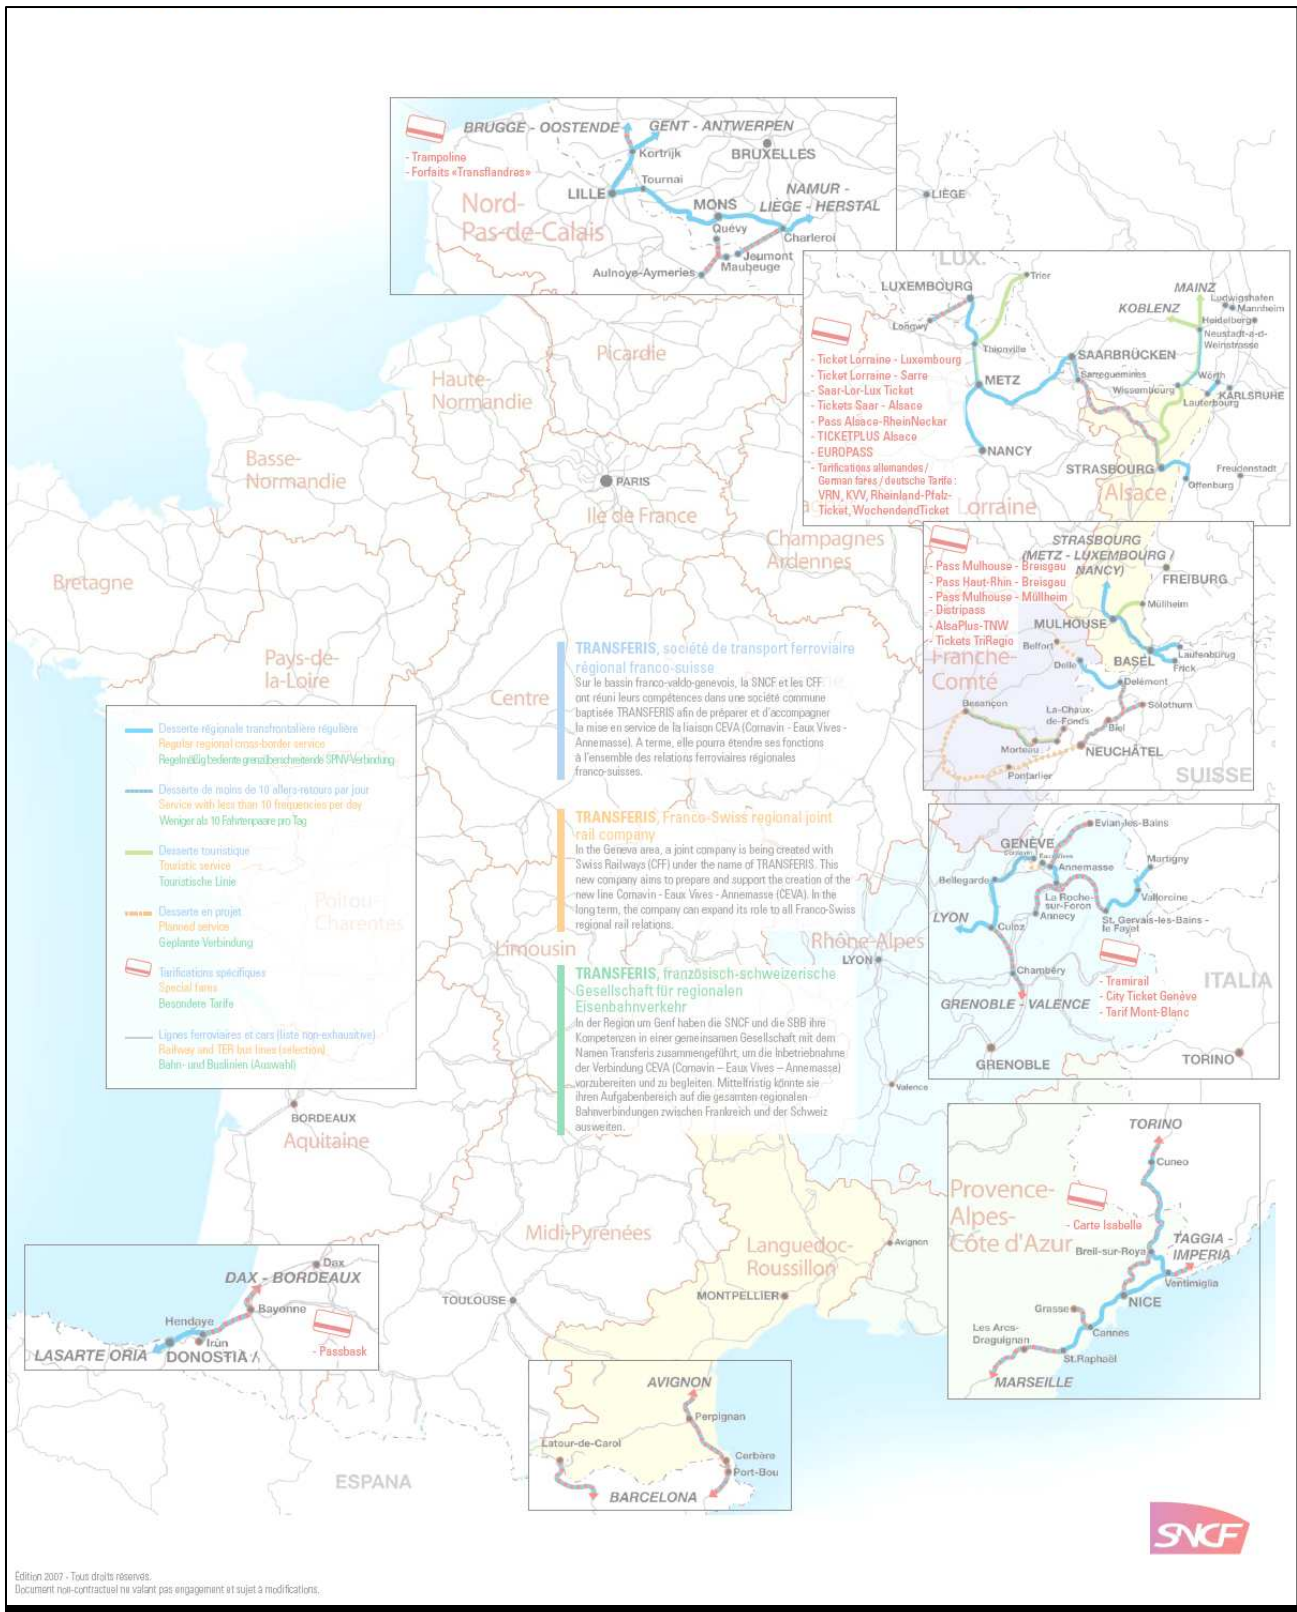 BRUGGE - OOSTENDE
GENT - ANTWERPEN
BRUXELLES
Kortrijk
- Trampoline
- Forfaits «Transflandres»
Tournai
LILLE
NAMUR -
LIEGE - HERSTAL
MONS
Nord-
Pas-de-Calais
Quévy
Charleroi
Jeumont
Maubeuge
Aulnoye-Aymeries
LIÈGE
LUX.
LUXEMBOURG
Trier
MAINZ
KOBLENZ
Ludwigshafen
Mannheim
Heidelberg
Neustadt-a-d-
Weinstrasse
Longwy
Thionville
SAARBRÜCKEN
Sarreguemines
METZ
Wissembourg
Wörth
KARLSRUHE
Lauterbourg
NANCY
STRASBOURG
Offenburg
Freudenstadt
Alsace
Lorraine
- Ticket Lorraine - Luxembourg
- Ticket Lorraine - Sarre
- Saar-Lor-Lux Ticket
- Tickets Saar - Alsace
- Pass Alsace-RheinNeckar
- TICKETPLUS Alsace
- EUROPASS
- Tarifications allemandes /
German fares / deutsche Tarife :
VRN, KVV, Rheinland-Pfalz-
Ticket, WochenendTicket
Picardie
Haute-
Normandie
Basse-
Normandie
PARIS
Ile de France
Champagnes
Ardennes
Bretagne
Pays-de-
la-Loire
Centre
STRASBOURG
(METZ - LUXEMBOURG /
NANCY)
FREIBURG
- Pass Mulhouse - Breisgau
- Pass Haut-Rhin - Breisgau
- Pass Mulhouse - Müllheim
- Distripass
- AlsaPlus-TNW
- Tickets TriRegio
Müllheim
MULHOUSE
Belfort
Delle
BASEL
Laufenburug
Frick
Franche-
Comté
Delémont
Besançon
La-Chaux-
de-Fonds
Solothurn
Biel
Morteau
NEUCHÂTEL
Pontarlier
SUISSE
TRANSFERIS, société de transport ferroviaire
régional franco-suisse
Sur le bassin franco-valdo-genevois, la SNCF et les CFF
ont réuni leurs compétences dans une société commune
baptisée TRANSFERIS afin de préparer et d'accompagner
la mise en service de la liaison CEVA (Cornavin - Eaux Vives -
Annemasse). A terme, elle pourra étendre ses fonctions
à l'ensemble des relations ferroviaires régionales
franco-suisses.
TRANSFERIS, Franco-Swiss regional joint
rail company
In the Geneva area, a joint company is being created with
Swiss Railways (CFF) under the name of TRANSFERIS. This
new company aims to prepare and support the creation of the
new line Cornavin - Eaux Vives - Annemasse (CEVA). In the
long term, the company can expand its role to all Franco-Swiss
regional rail relations.
TRANSFERIS, französisch-schweizerische
Gesellschaft für regionalen
Eisenbahnverkehr
In der Region um Genf haben die SNCF und die SBB ihre
Kompetenzen in einer gemeinsamen Gesellschaft mit dem
Namen Transferis zusammengeführt, um die Inbetriebnahme
der Verbindung CEVA (Cornavin – Eaux Vives – Annemasse)
vorzubereiten und zu begleiten. Mittelfristig könnte sie
ihren Aufgabenbereich auf die gesamten regionalen
Bahnverbindungen zwischen Frankreich und der Schweiz
ausweiten.
Desserte régionale transfrontalière régulière
Regular regional cross-border service
Regelmäßig bediente grenzüberschreitende SPNV-Verbindung
Desserte de moins de 10 allers-retours par jour
Service with less than 10 frequencies per day
Weniger als 10 Fahrtenpaare pro Tag
Desserte touristique
Touristic service
Touristische Linie
Desserte en projet
Planned service
Geplante Verbindung
Tarifications spécifiques
Special fares
Besondere Tarife
Lignes ferroviaires et cars (liste non-exhaustive)
Railway and TER bus lines (selection)
Bahn- und Buslinien (Auswahl)
Poitou-
Charentes
Limousin
Rhône-Alpes
LYON
Evian-les-Bains
GENÈVE
Cornavin
Eaux Vives
Annemasse
Martigny
Bellegarde
La Roche-
sur-Foron
Annecy
Vallorcine
LYON
Culoz
St. Gervais-les-Bains -
le Fayet
Chambéry
GRENOBLE - VALENCE
- Tramirail
- City Ticket Genève
- Tarif Mont-Blanc
ITALIA
GRENOBLE
TORINO
Valence
BORDEAUX
Aquitaine
TORINO
Cuneo
Provence-
Alpes-
Côte d'Azur
- Carte Isabelle
TAGGIA -
IMPERIA
Breil-sur-Roya
Ventimiglia
Grasse
NICE
Les Arcs-
Draguignan
Cannes
St.Raphaël
MARSEILLE
Midi-Pyrénées
Languedoc-
Roussillon
Avignon
MONTPELLIER
TOULOUSE
Dax
DAX - BORDEAUX
Bayonne
Hendaye
Irún
- Passbask
LASARTE ORIA
DONOSTIA /
AVIGNON
Perpignan
Latour-de-Carol
Cerbère
Port-Bou
BARCELONA
ESPANA
SNCF
Édition 2007 - Tous droits réservés.
Document non-contractuel ne valant pas engagement et sujet à modifications.